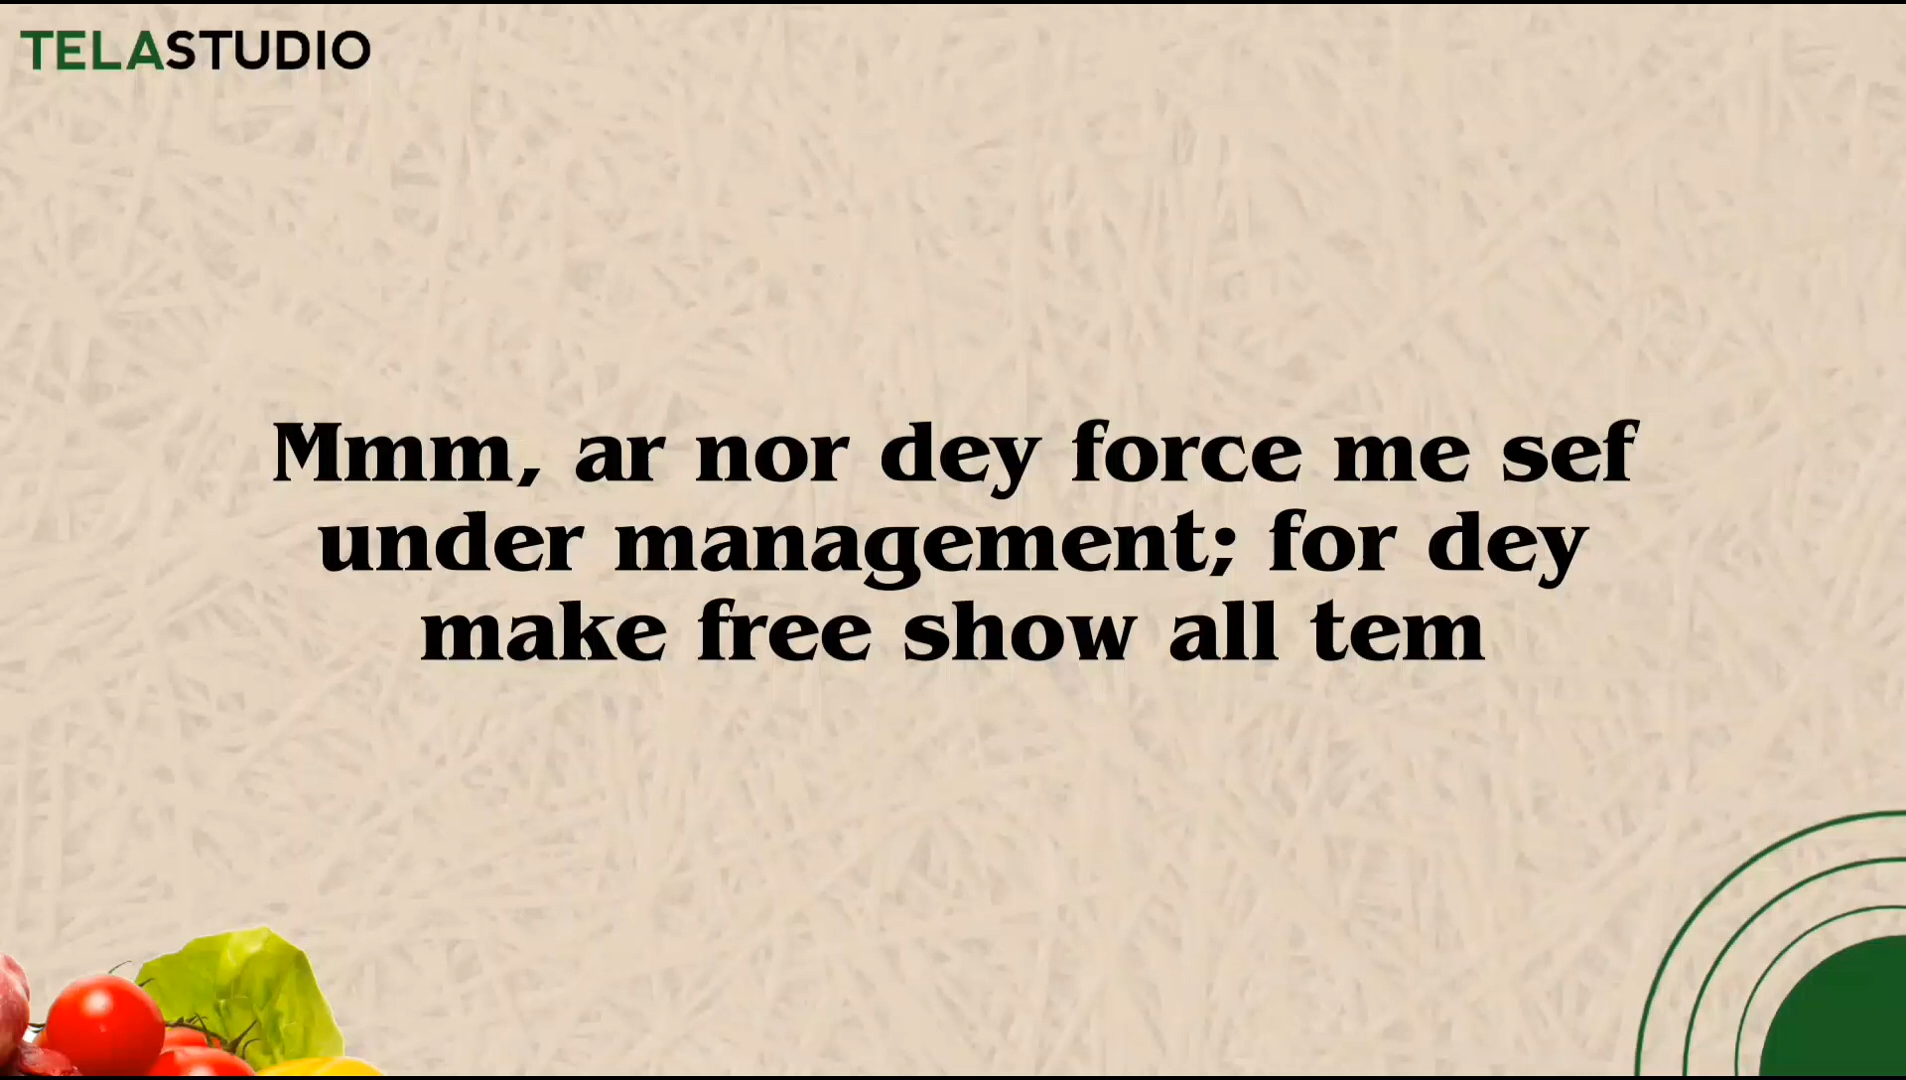 TELASTUDIO
Mmm, ar nor dey force me sef
under management; for dey
make free show all tem